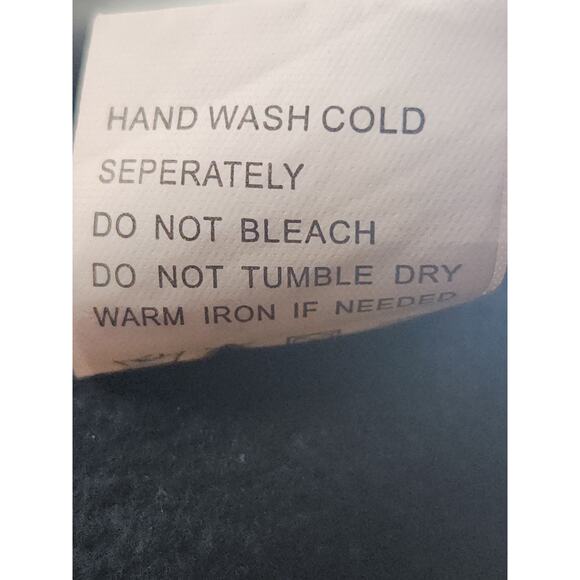 HAND WASH COLD
SEPERATELY
DO NOT BLEACH
DO NOT TUMBLE DRY
WARM IRON IF NEEDED